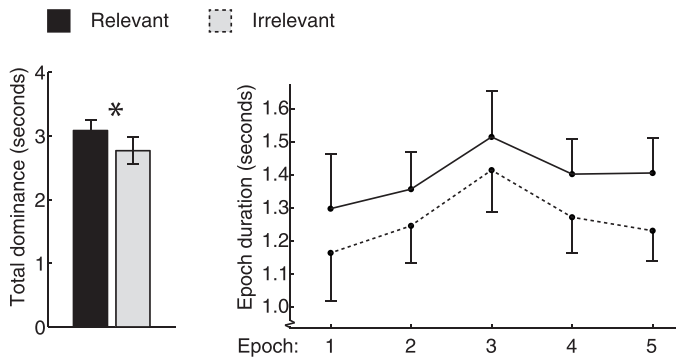 Relevant
Irrelevant
Total dominance (seconds)
4
3
2
1
0
*
Epoch duration (seconds)
1.6
1.5
1.4
1.3
1.2
1.1
1.0
Epoch: 1 2 3 4 5